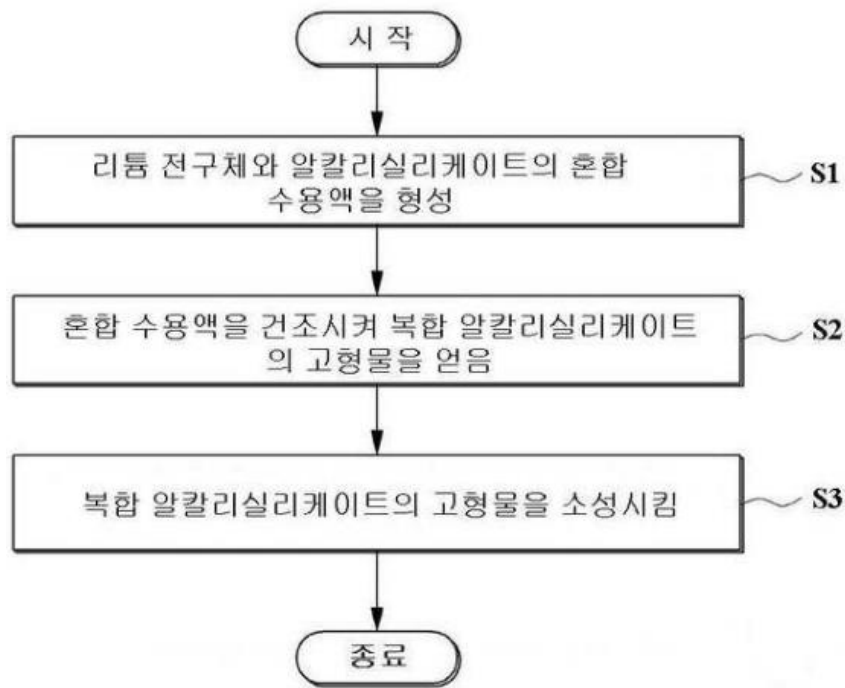 시 작
리튬 전구체와 알칼리실리케이트의 혼합
수용액을 형성
S1
혼합 수용액을 건조시켜 복합 알칼리실리케이트
의 고형물을 얻음
S2
복합 알칼리실리케이트의 고형물을 소성시킴
S3
종료